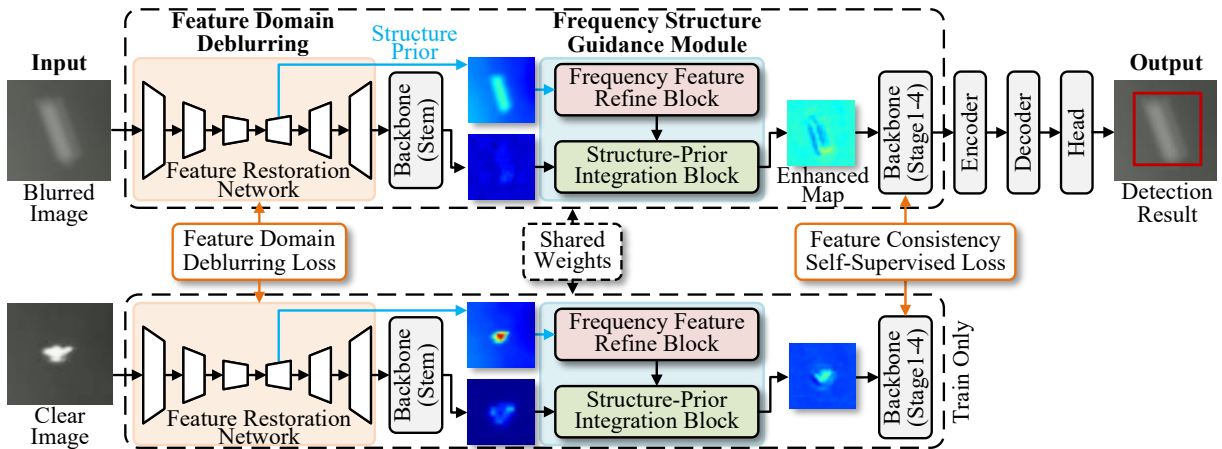 Feature Domain
Deblurring
Structure
Prior
Frequency Structure
Guidance Module
Input
Output
Blurred
Image
Feature Restoration
Network
Backbone
(Stem)
Frequency Feature
Refine Block
Structure-Prior
Integration Block
Enhanced
Map
Backbone
(Stage1-4)
Encoder
Decoder
Head
Detection
Result
Feature Domain
Deblurring Loss
Shared
Weights
Feature Consistency
Self-Supervised Loss
Clear
Image
Feature Restoration
Network
Backbone
(Stem)
Frequency Feature
Refine Block
Structure-Prior
Integration Block
Backbone
(Stage1-4)
Train Only